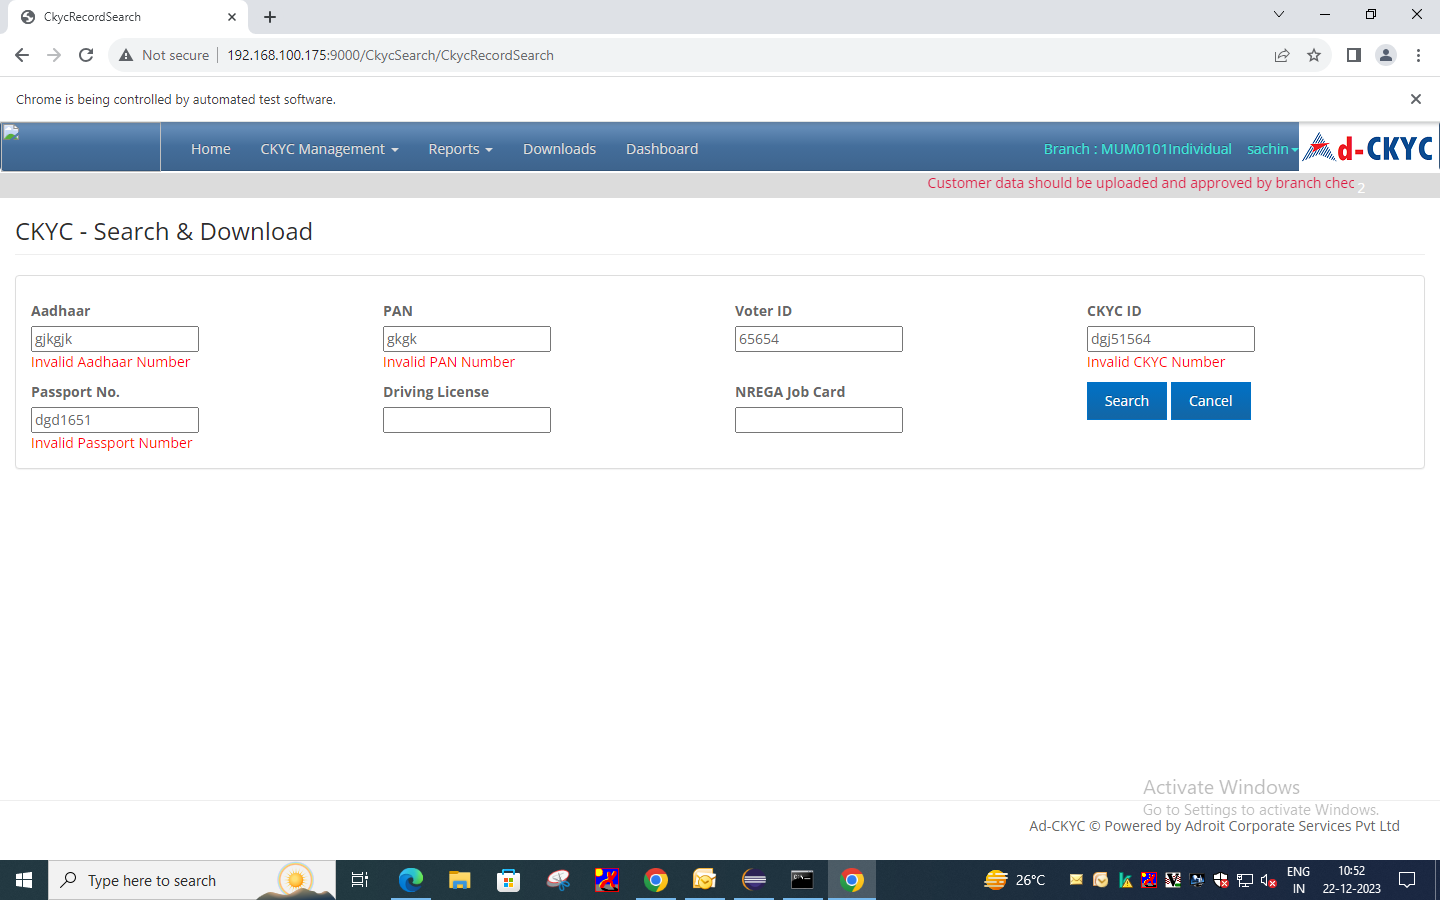 CkycRecordSearch
Not secure 192.168.100.175:9000/CkycSearch/CkycRecordSearch
Chrome is being controlled by automated test software.
Home CKYC Management Reports Downloads Dashboard Branch : MUM0101Individual sachin d-CKYC
Customer data should be uploaded and approved by branch chec 2
CKYC - Search & Download
Aadhaar PAN Voter ID CKYC ID
gjkgjk gkgk 65654 dgj51564
Invalid Aadhaar Number Invalid PAN Number Invalid CKYC Number
Passport No. Driving License NREGA Job Card
dgd1651 Search Cancel
Invalid Passport Number
Activate Windows
Go to Settings to activate Windows.
Ad-CKYC © Powered by Adroit Corporate Services Pvt Ltd
Type here to search 26°C ENG 10:52
IN 22-12-2023